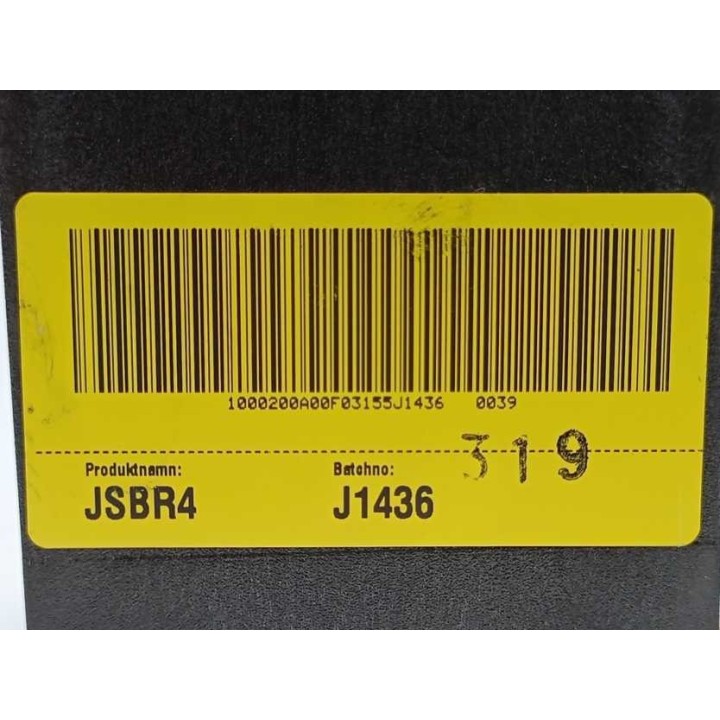 1000200A00F03155J1436 0039
319
Produktnamn: Batchno:
JSBR4 J1436